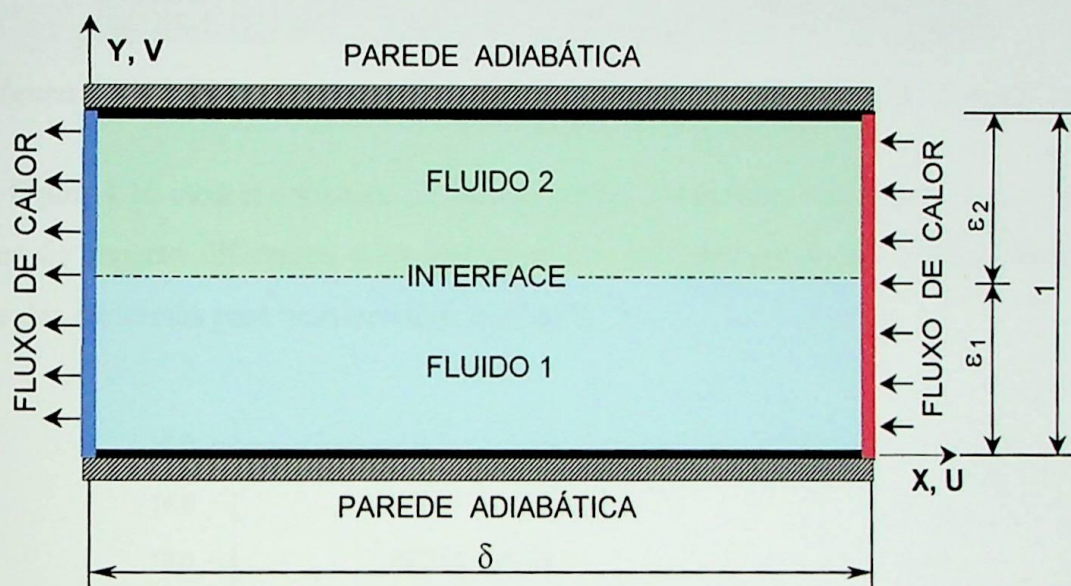 Y, V
PAREDE ADIABÁTICA
FLUXO DE CALOR
FLUIDO 2
INTERFACE
FLUIDO 1
FLUXO DE CALOR
ε2
ε1
1
X, U
PAREDE ADIABÁTICA
δ